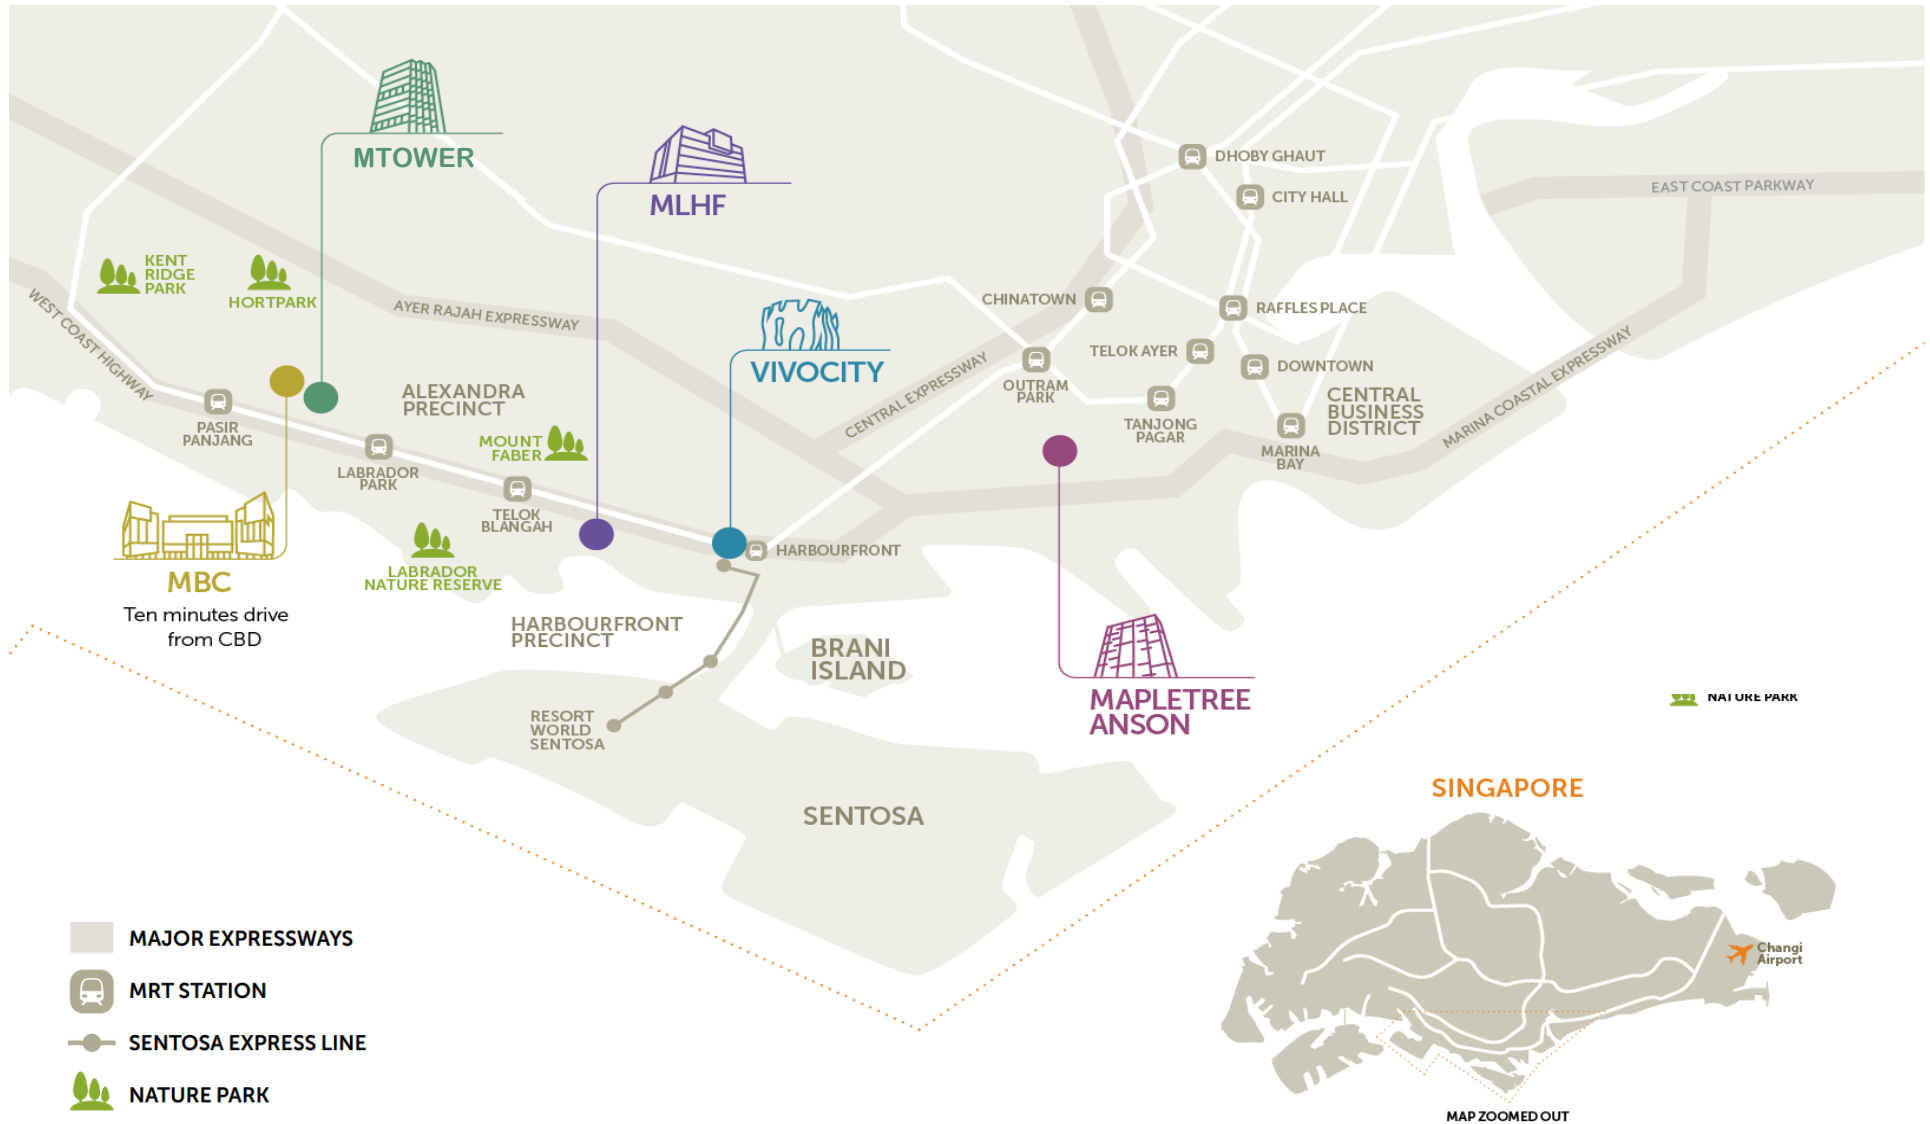 MTOWER
MLHF
DHOBY GHAUT
CITY HALL
EAST COAST PARKWAY
KENT
RIDGE
PARK
HORTPARK
WEST COAST HIGHWAY
AYER RAJAH EXPRESSWAY
CHINATOWN
RAFFLES PLACE
TELOK AYER
DOWNTOWN
VIVOCITY
OUTRAM
PARK
CENTRAL EXPRESSWAY
TANJONG
PAGAR
CENTRAL
BUSINESS
DISTRICT
MARINA COASTAL EXPRESSWAY
MARINA
BAY
ALEXANDRA
PRECINCT
PASIR
PANJANG
MOUNT
FABER
LABRADOR
PARK
TELOK
BLANGAH
HARBOURFRONT
LABRADOR
NATURE RESERVE
MBC
Ten minutes drive
from CBD
HARBOURFRONT
PRECINCT
BRANI
ISLAND
MAPLETREE
ANSON
NATURE PARK
RESORT
WORLD
SENTOSA
SENTOSA
SINGAPORE
Changi
Airport
MAP ZOOMED OUT
MAJOR EXPRESSWAYS
MRT STATION
SENTOSA EXPRESS LINE
NATURE PARK